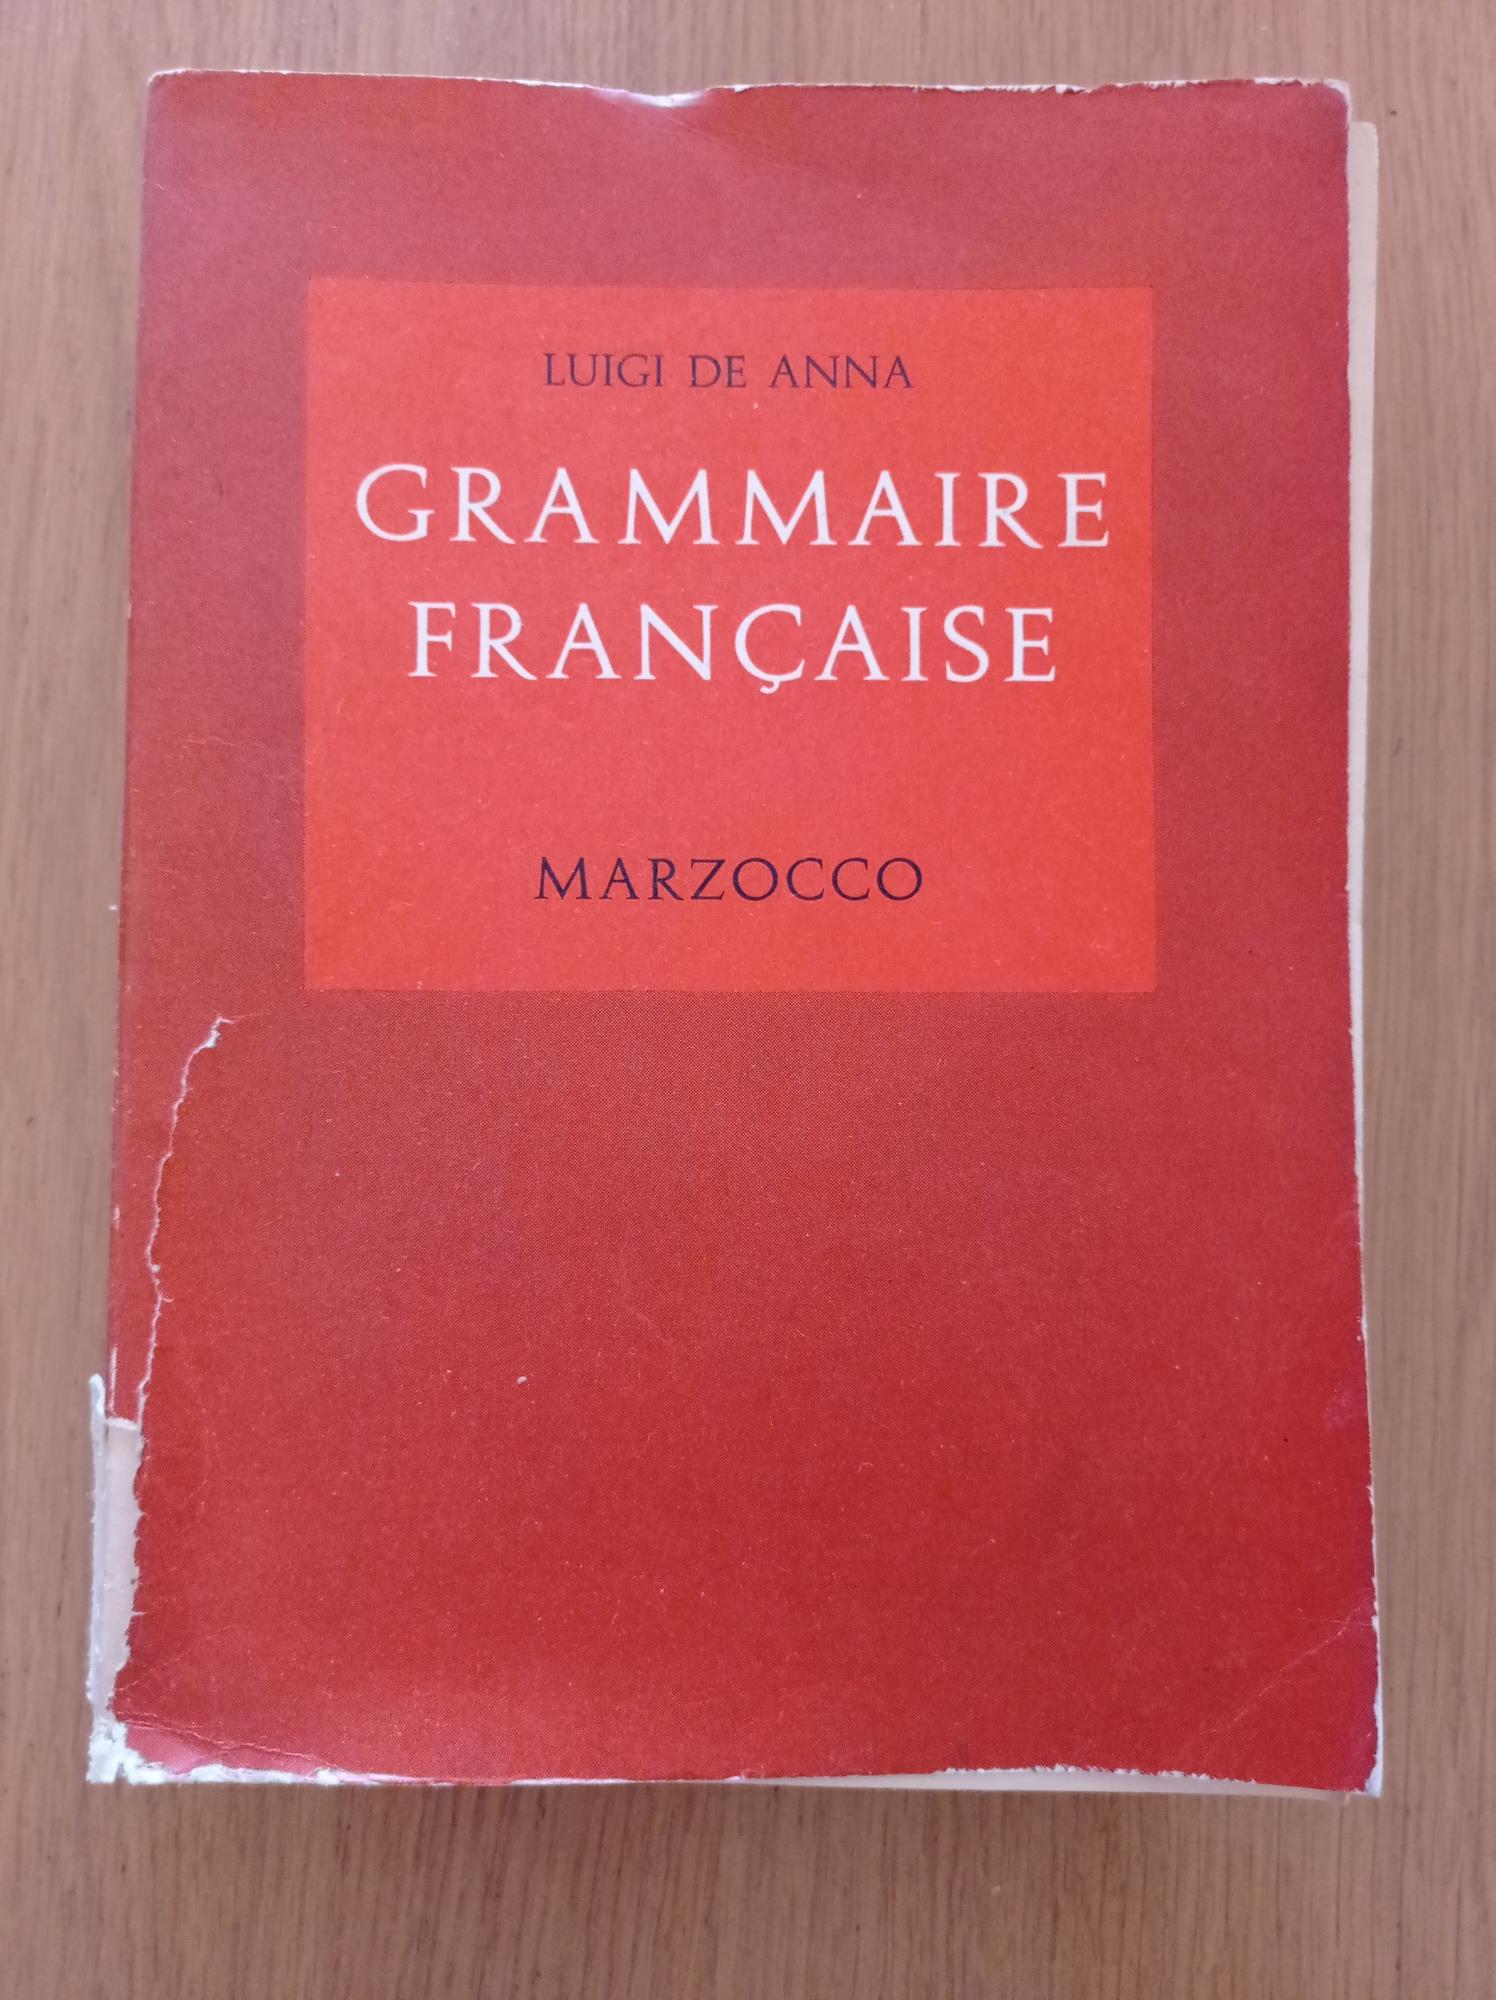 LUIGI DE ANNA
GRAMMAIRE
FRANÇAISE
MARZOCCO